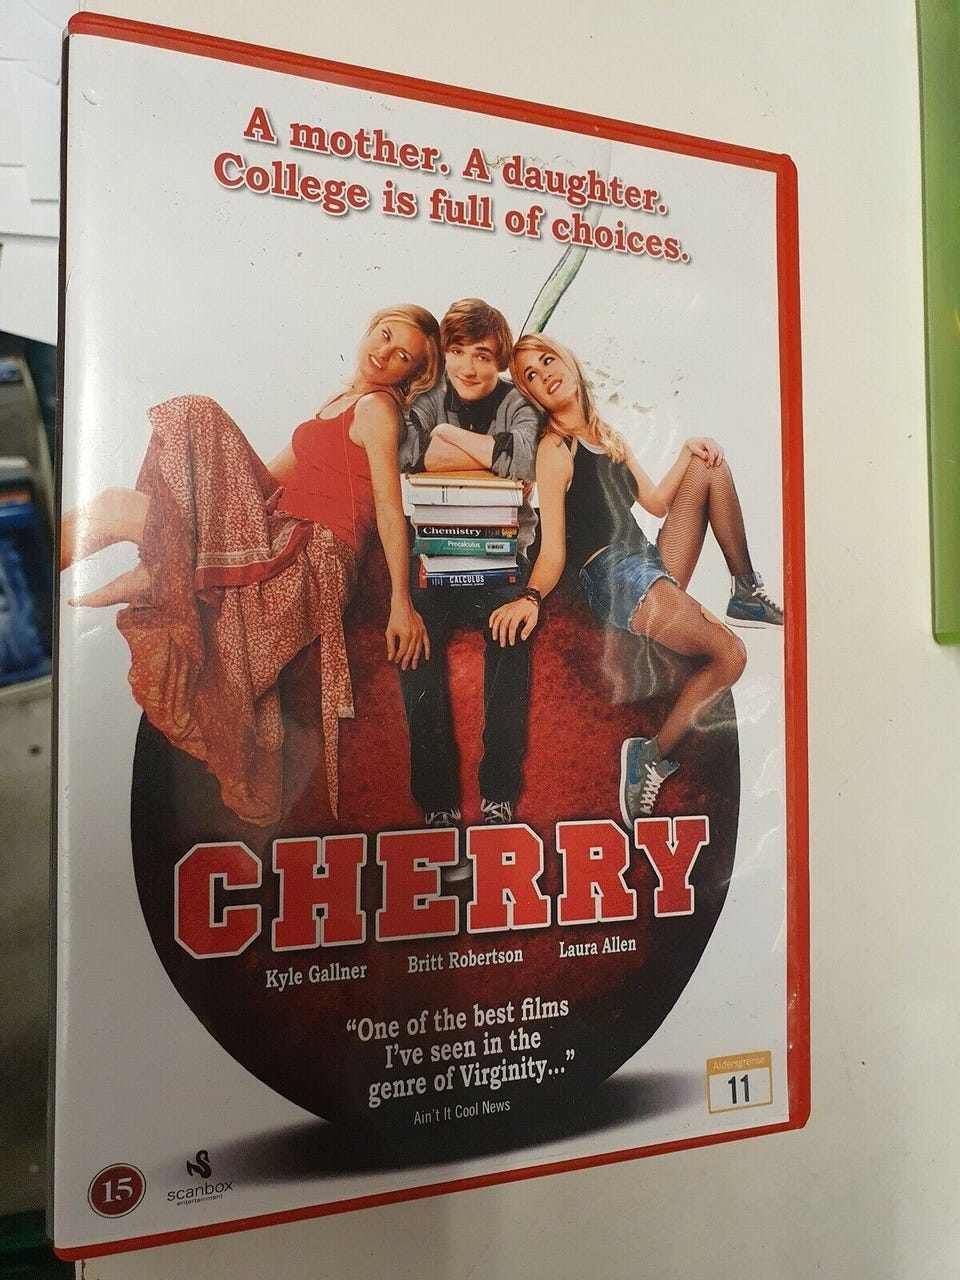 A mother. A daughter.
College is full of choices.
Chemistry
Precalculus
CALCULUS
CHERRY
Kyle Gallner Britt Robertson Laura Allen
“One of the best films
I've seen in the
genre of Virginity...”
Ain't It Cool News
Aldersgrense
11
15
scanbox
entertainment